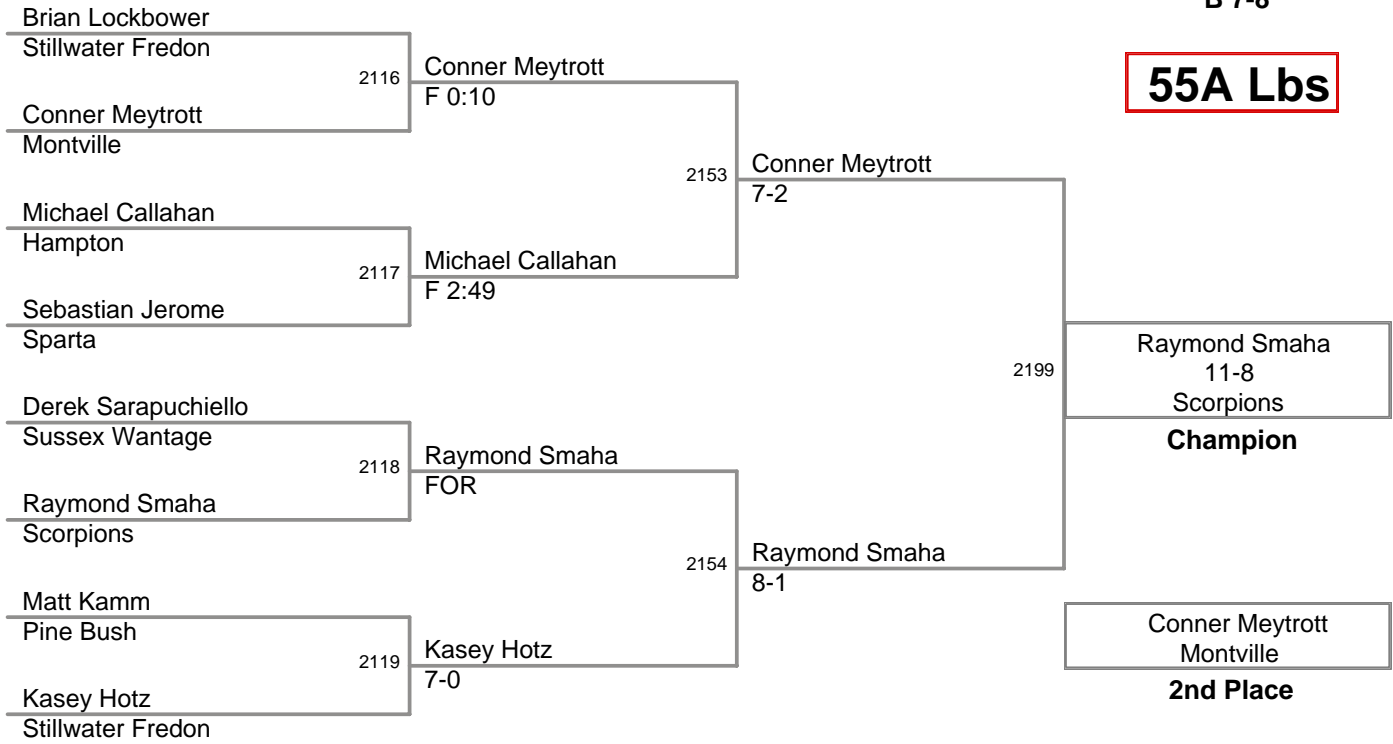 B 7-8
55A Lbs
Brian Lockbower
Stillwater Fredon
2116
Conner Meytrott
Montville
Conner Meytrott
F 0:10
Michael Callahan
Hampton
2117
Sebastian Jerome
Sparta
Michael Callahan
F 2:49
2153
Conner Meytrott
7-2
Derek Sarapuchiello
Sussex Wantage
2118
Raymond Smaha
Scorpions
Raymond Smaha
FOR
Matt Kamm
Pine Bush
2119
Kasey Hotz
Stillwater Fredon
Kasey Hotz
7-0
2154
Raymond Smaha
8-1
2199
Raymond Smaha
11-8
Scorpions
Champion
Conner Meytrott
Montville
2nd Place